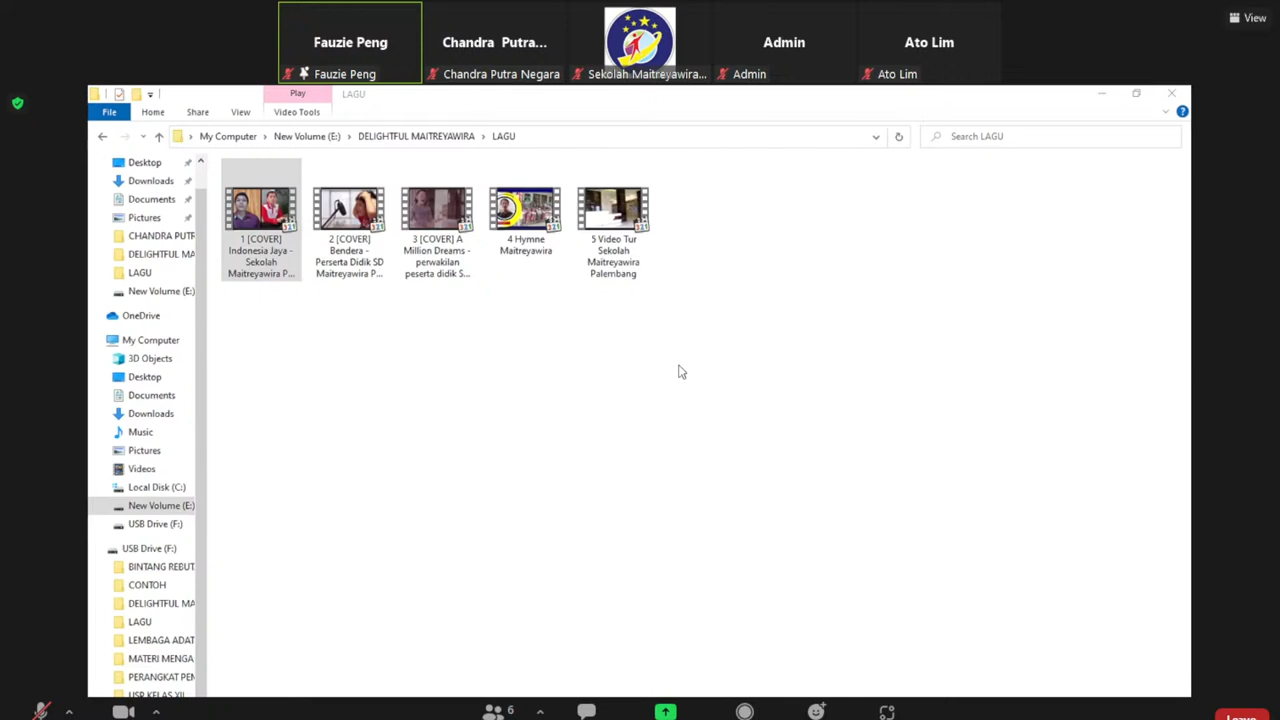 Fauzie Peng
Chandra Putra...
Admin
Ato Lim
View
Fauzie Peng
Chandra Putra Negara
Sekolah Maitreyawira...
Admin
Ato Lim
Play
LAGU
File
Home
Share
View
Video Tools
My Computer
New Volume (E:)
DELIGHTFUL MAITREYAWIRA
LAGU
Search LAGU
Desktop
Downloads
Documents
Pictures
CHANDRA PUTR
DELIGHTFUL MA
LAGU
New Volume (E:)
OneDrive
My Computer
3D Objects
Desktop
Documents
Downloads
Music
Pictures
Videos
Local Disk (C:)
New Volume (E:)
USB Drive (F:)
USB Drive (F:)
BINTANG REBUT
CONTOH
DELIGHTFUL MA
LAGU
LEMBAGA ADAT
MATERI MENGA
PERANGKAT PEM
USP KELAS XII
1 [COVER]
Indonesia Jaya -
Sekolah
Maitreyawira P...
2 [COVER]
Bendera -
Perserta Didik SD
Maitreyawira P...
3 [COVER] A
Million Dreams -
perwakilan
peserta didik S...
4 Hymne
Maitreyawira
5 Video Tur
Sekolah
Maitreyawira
Palembang
6
Leave